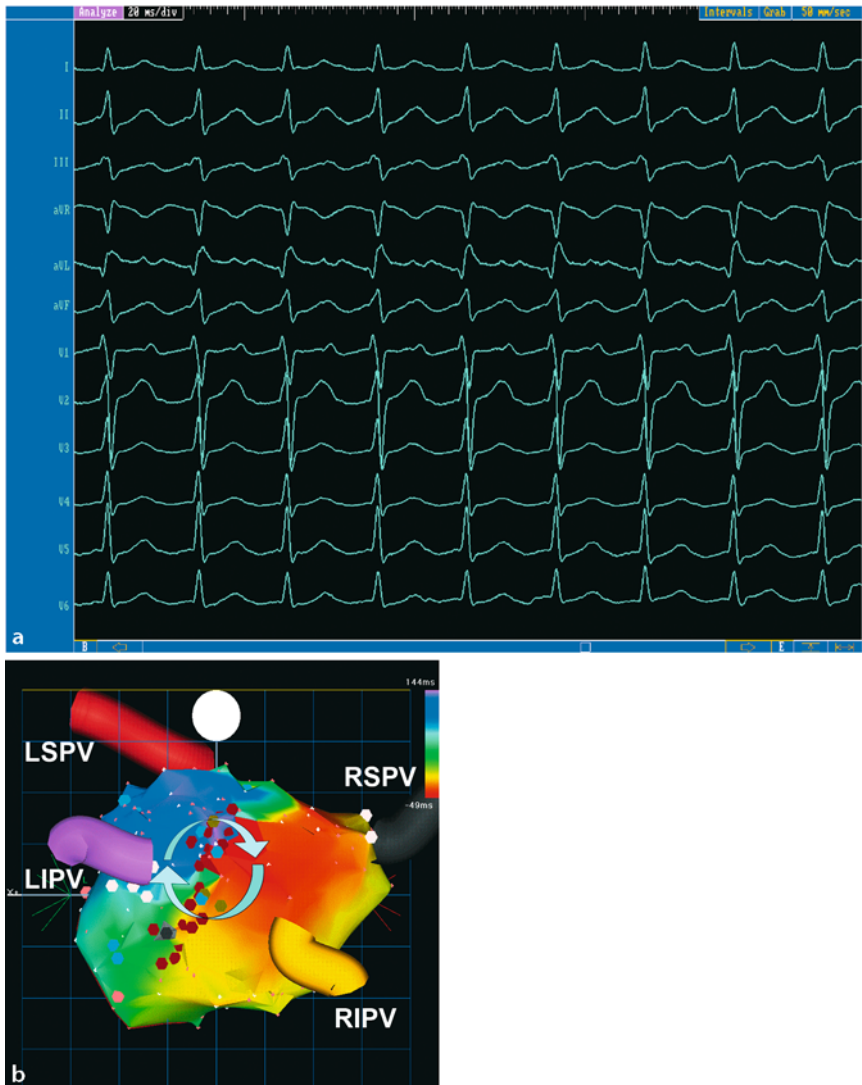 Analyze 20 ms/div Intervals Grab 50 mm/sec
I
II
III
aVR
aVL
aVF
V1
V2
V3
V4
V5
V6
a
B E
144ms
LSPV
RSPV
-49ms
LIPV
RIPV
b